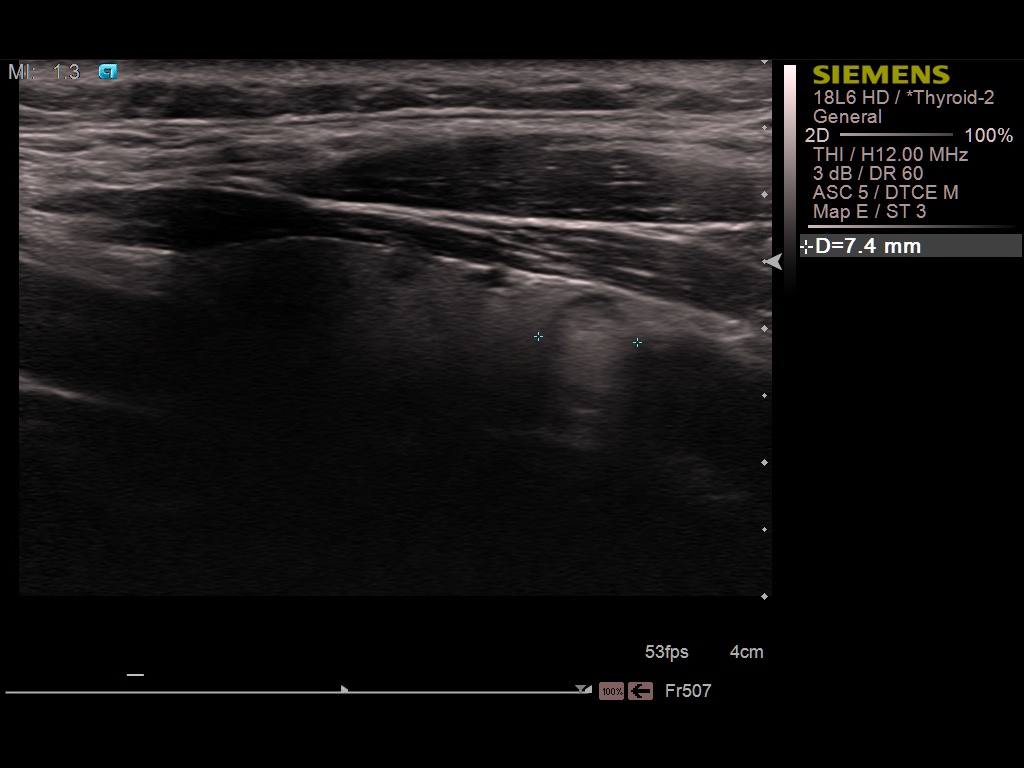 MI: 1.3
SIEMENS
18L6 HD / *Thyroid-2
General
2D 100%
THI / H12.00 MHz
3 dB / DR 60
ASC 5 / DTCE M
Map E / ST 3
D=7.4 mm
53fps 4cm
100% Fr507